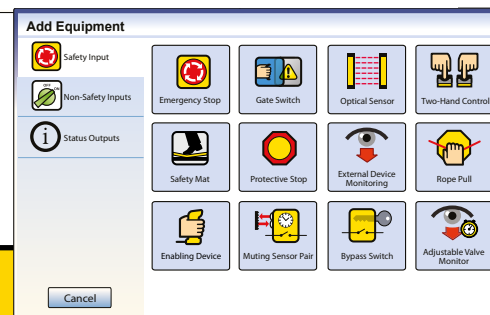 Add Equipment
Safety Input
Non-Safety Inputs
Status Outputs
Emergency Stop
Gate Switch
Optical Sensor
Two-Hand Control
Safety Mat
Protective Stop
External Device
Monitoring
Rope Pull
Enabling Device
Muting Sensor Pair
Bypass Switch
Adjustable Valve
Monitor
Cancel